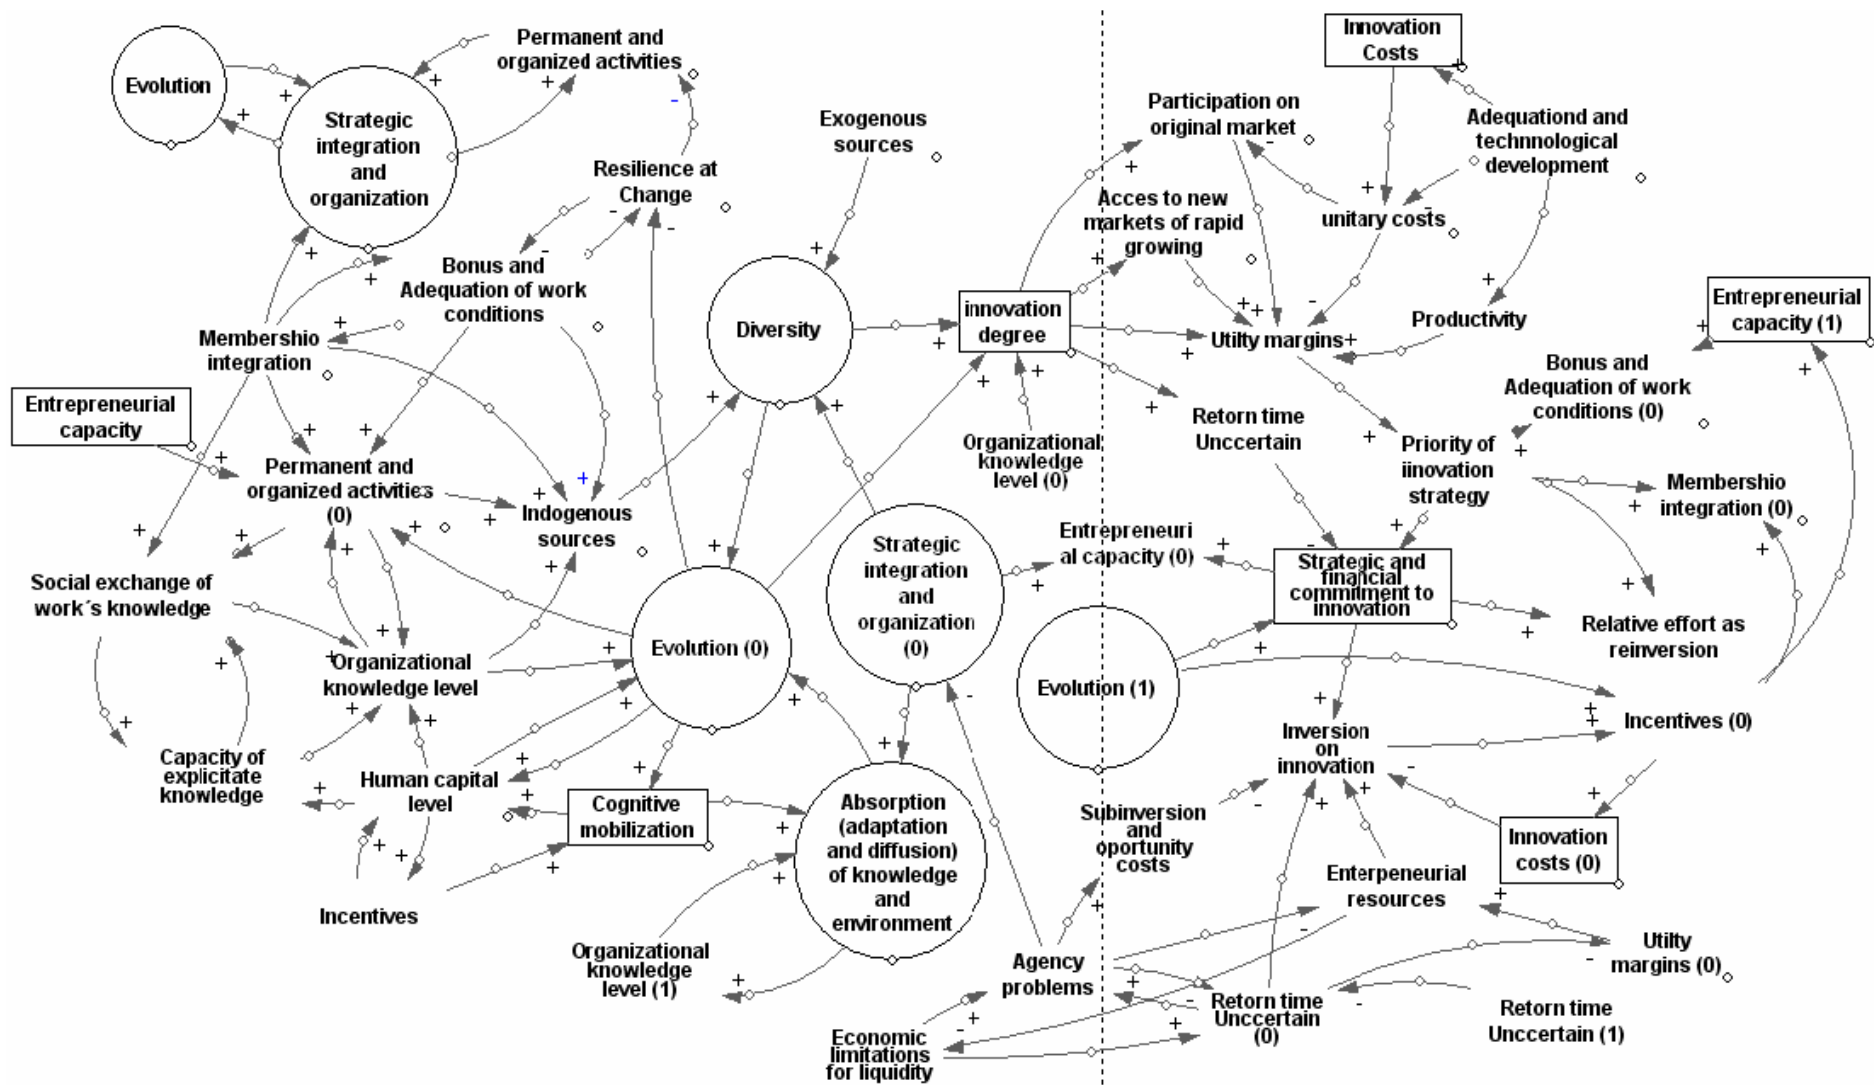 Evolution
Strategic
integration
and
organization
Permanent and
organized activities
Resilience at
Change
Exogenous
sources
Bonus and
Adequation of work
conditions
Membershio
integration
Entrepreneurial
capacity
Permanent and
organized activities
(0)
Indogenous
sources
Social exchange of
work´s knowledge
Organizational
knowledge level
Capacity of
explicitate
knowledge
Human capital
level
Incentives
Cognitive
mobilization
Evolution (0)
Diversity
innovation
degree
Organizational
knowledge
level (0)
Strategic
integration
and
organization
(0)
Entrepreneuri
al capacity (0)
Absorption
(adaptation
and diffusion)
of knowledge
and
environment
Organizational
knowledge
level (1)
Agency
problems
Economic
limitations
for liquidity
Evolution (1)
Subinversion
and
oportunity
costs
Innovation
Costs
Participation on
original market
Adequationd and
technnological
development
Acces to new
markets of rapid
growing
unitary costs
Utilty margins
Productivity
Entrepreneurial
capacity (1)
Bonus and
Adequation of work
conditions (0)
Retorn time
Unccertain
Priority of
iinovation
strategy
Membershio
integration (0)
Strategic and
financial
commitment to
innovation
Relative effort as
reinversion
Incentives (0)
Inversion
on
innovation
Innovation
costs (0)
Enterpeneurial
resources
Utilty
margins (0)
Retorn time
Unccertain
(0)
Retorn time
Unccertain (1)